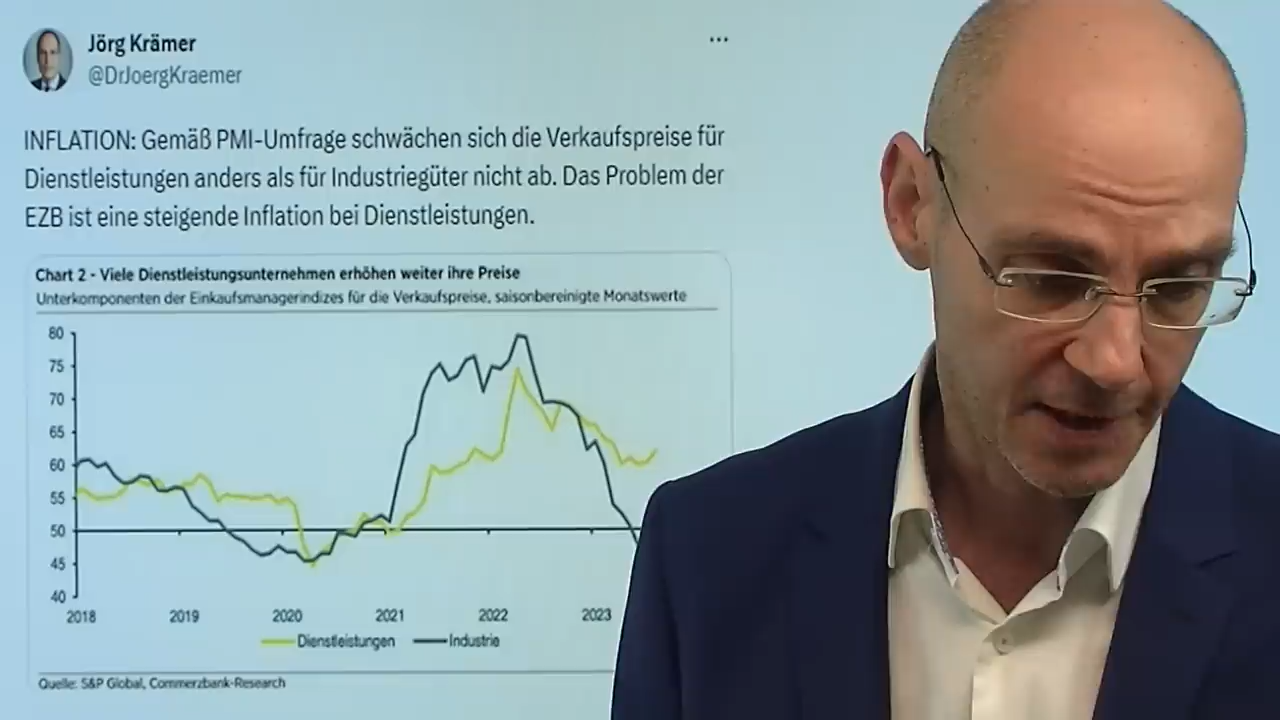 Jörg Krämer
...
@DrJoergKraemer
INFLATION: Gemäß PMI-Umfrage schwächen sich die Verkaufspreise für
Dienstleistungen anders als für Industriegüter nicht ab. Das Problem der
EZB ist eine steigende Inflation bei Dienstleistungen.
Chart 2 - Viele Dienstleistungsunternehmen erhöhen weiter ihre Preise
Unterkomponenten der Einkaufsmanagerindizes für die Verkaufspreise, saisonbereinigte Monatswerte
80
75
70
65
60
55
50
45
40
2018 2019 2020 2021 2022 2023
Dienstleistungen Industrie
Quelle: S&P Global, Commerzbank-Research